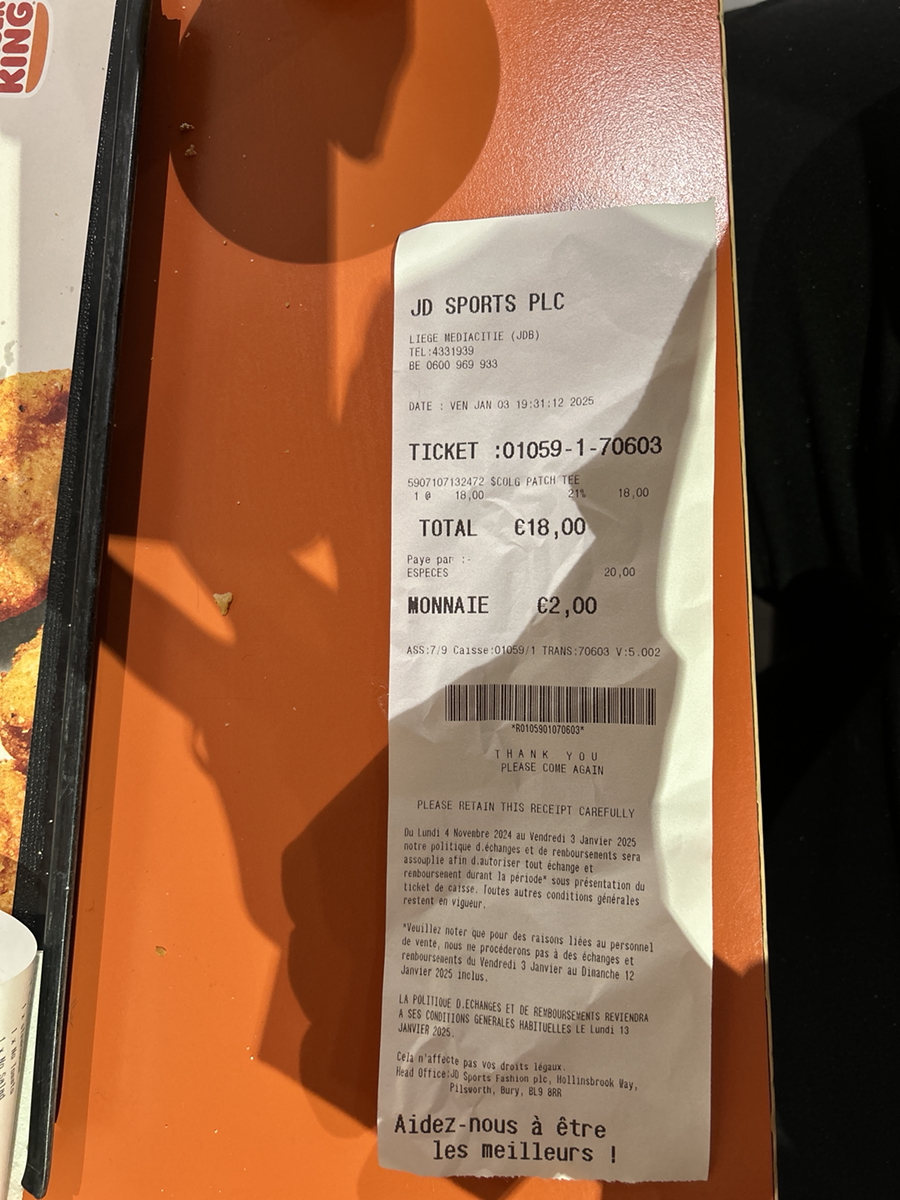 KING
JD SPORTS PLC
LIEGE MEDIACITIE (JDB)
TEL:4331939
BE 0600 969 933
DATE : VEN JAN 03 19:31:12 2025
TICKET :01059-1-70603
5907107132472 $COLG PATCH TEE
1 @ 18,00 21% 18,00
TOTAL €18,00
Paye par :-
ESPECES 20,00
MONNAIE €2,00
ASS:7/9 Caisse:01059/1 TRANS:70603 V:5.002
*R0105901070603*
THANK YOU
PLEASE COME AGAIN
PLEASE RETAIN THIS RECEIPT CAREFULLY
Du Lundi 4 Novembre 2024 au Vendredi 3 Janvier 2025
notre politique d.échanges et de remboursements sera
assouplie afin d.autoriser tout échange et
remboursement durant la période* sous présentation du
ticket de caisse. Toutes autres conditions générales
restent en vigueur.
*Veuillez noter que pour des raisons liées au personnel
de vente, nous ne procéderons pas à des échanges et
remboursements du Vendredi 3 Janvier au Dimanche 12
Janvier 2025 inclus.
LA POLITIQUE D.ECHANGES ET DE REMBOURSEMENTS REVIENDRA
A SES CONDITIONS GENERALES HABITUELLES LE Lundi 13
JANVIER 2025.
Cela n'affecte pas vos droits légaux.
Head Office:JD Sports Fashion plc, Hollinsbrook Way,
Pilsworth, Bury, BL9 8RR
Aidez-nous à être
les meilleurs !